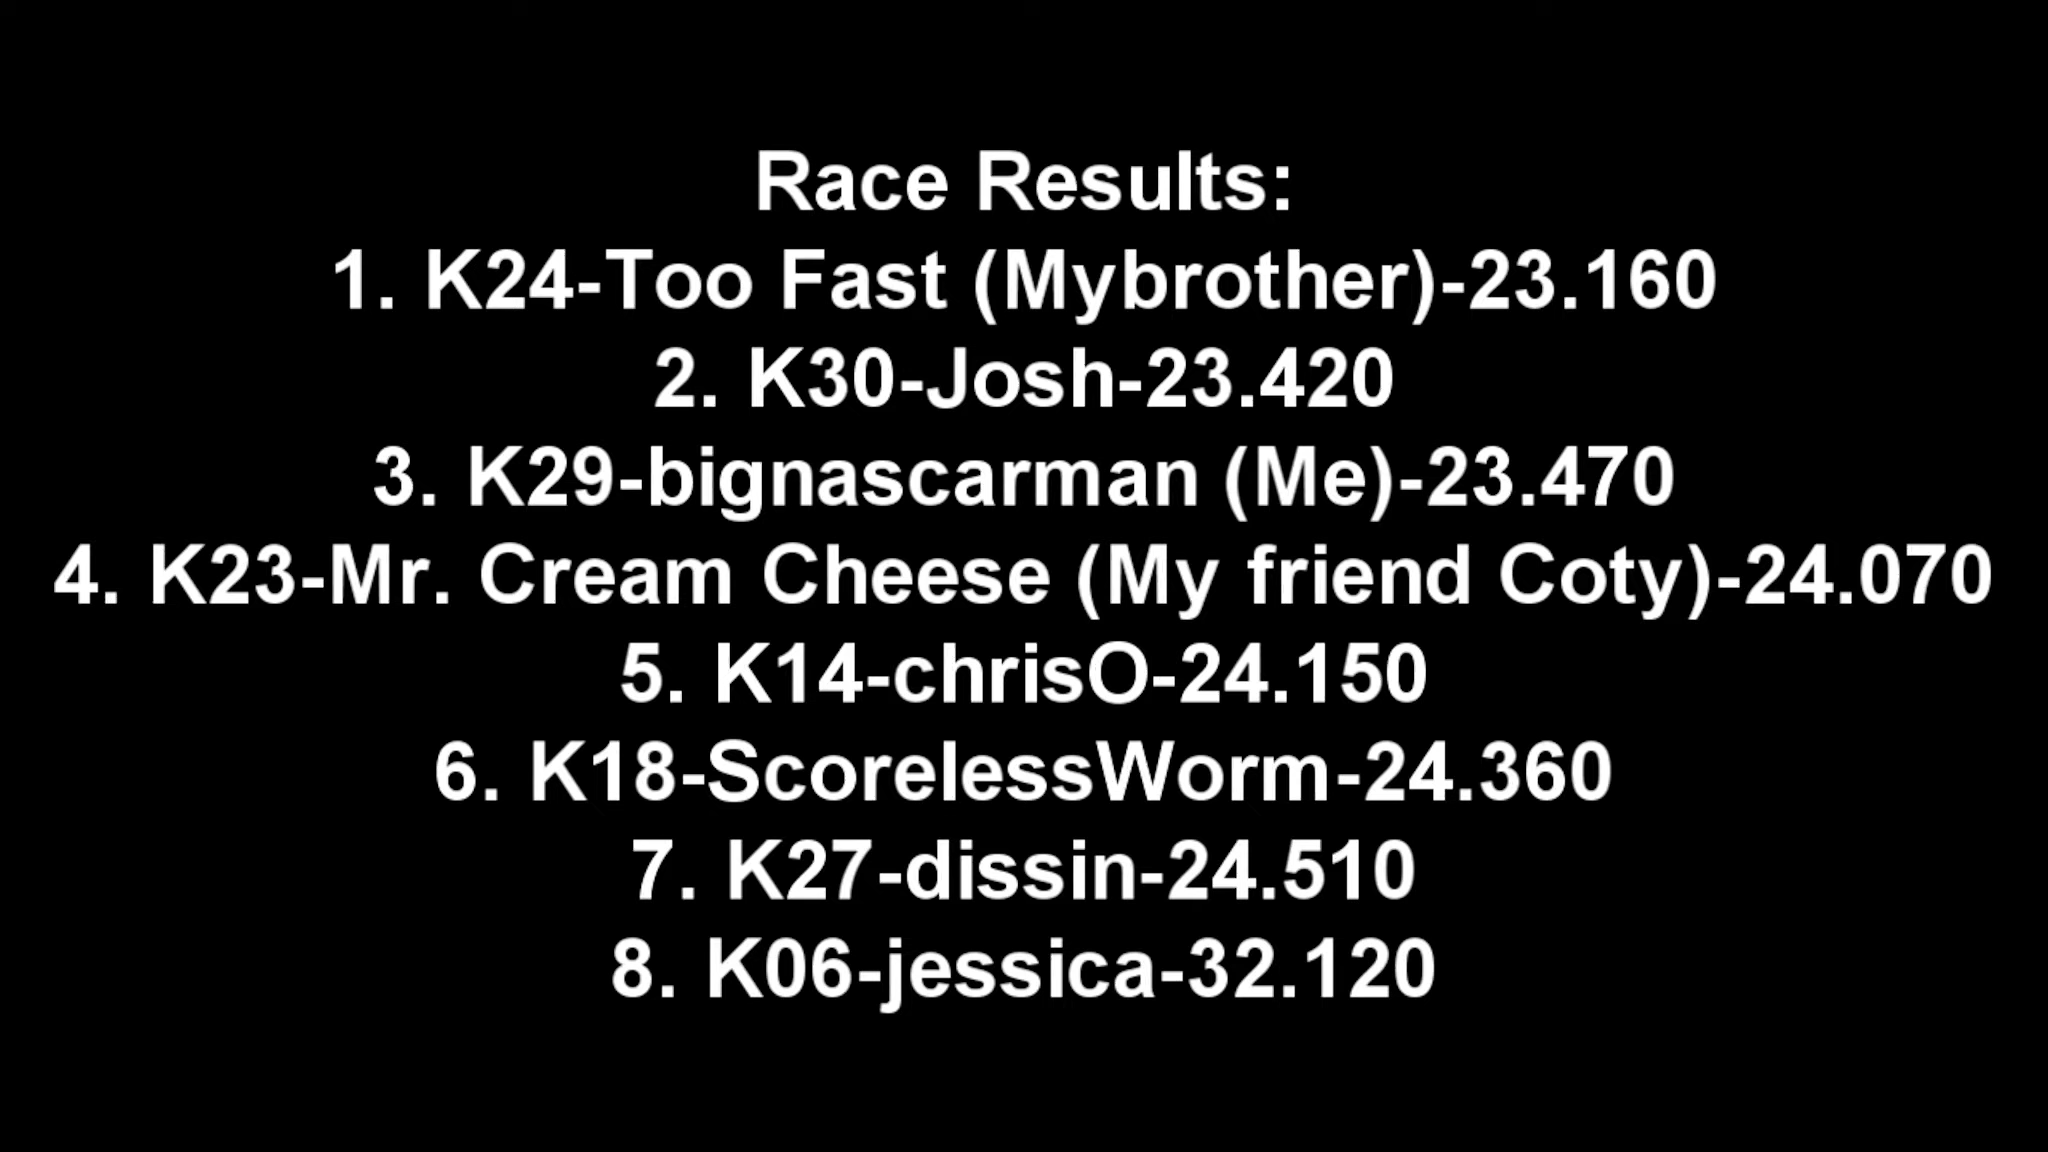 Race Results:
1. K24-Too Fast (Mybrother)-23.160
2. K30-Josh-23.420
3. K29-bignascarman (Me)-23.470
4. K23-Mr. Cream Cheese (My friend Coty)-24.070
5. K14-chrisO-24.150
6. K18-ScorelessWorm-24.360
7. K27-dissin-24.510
8. K06-jessica-32.120